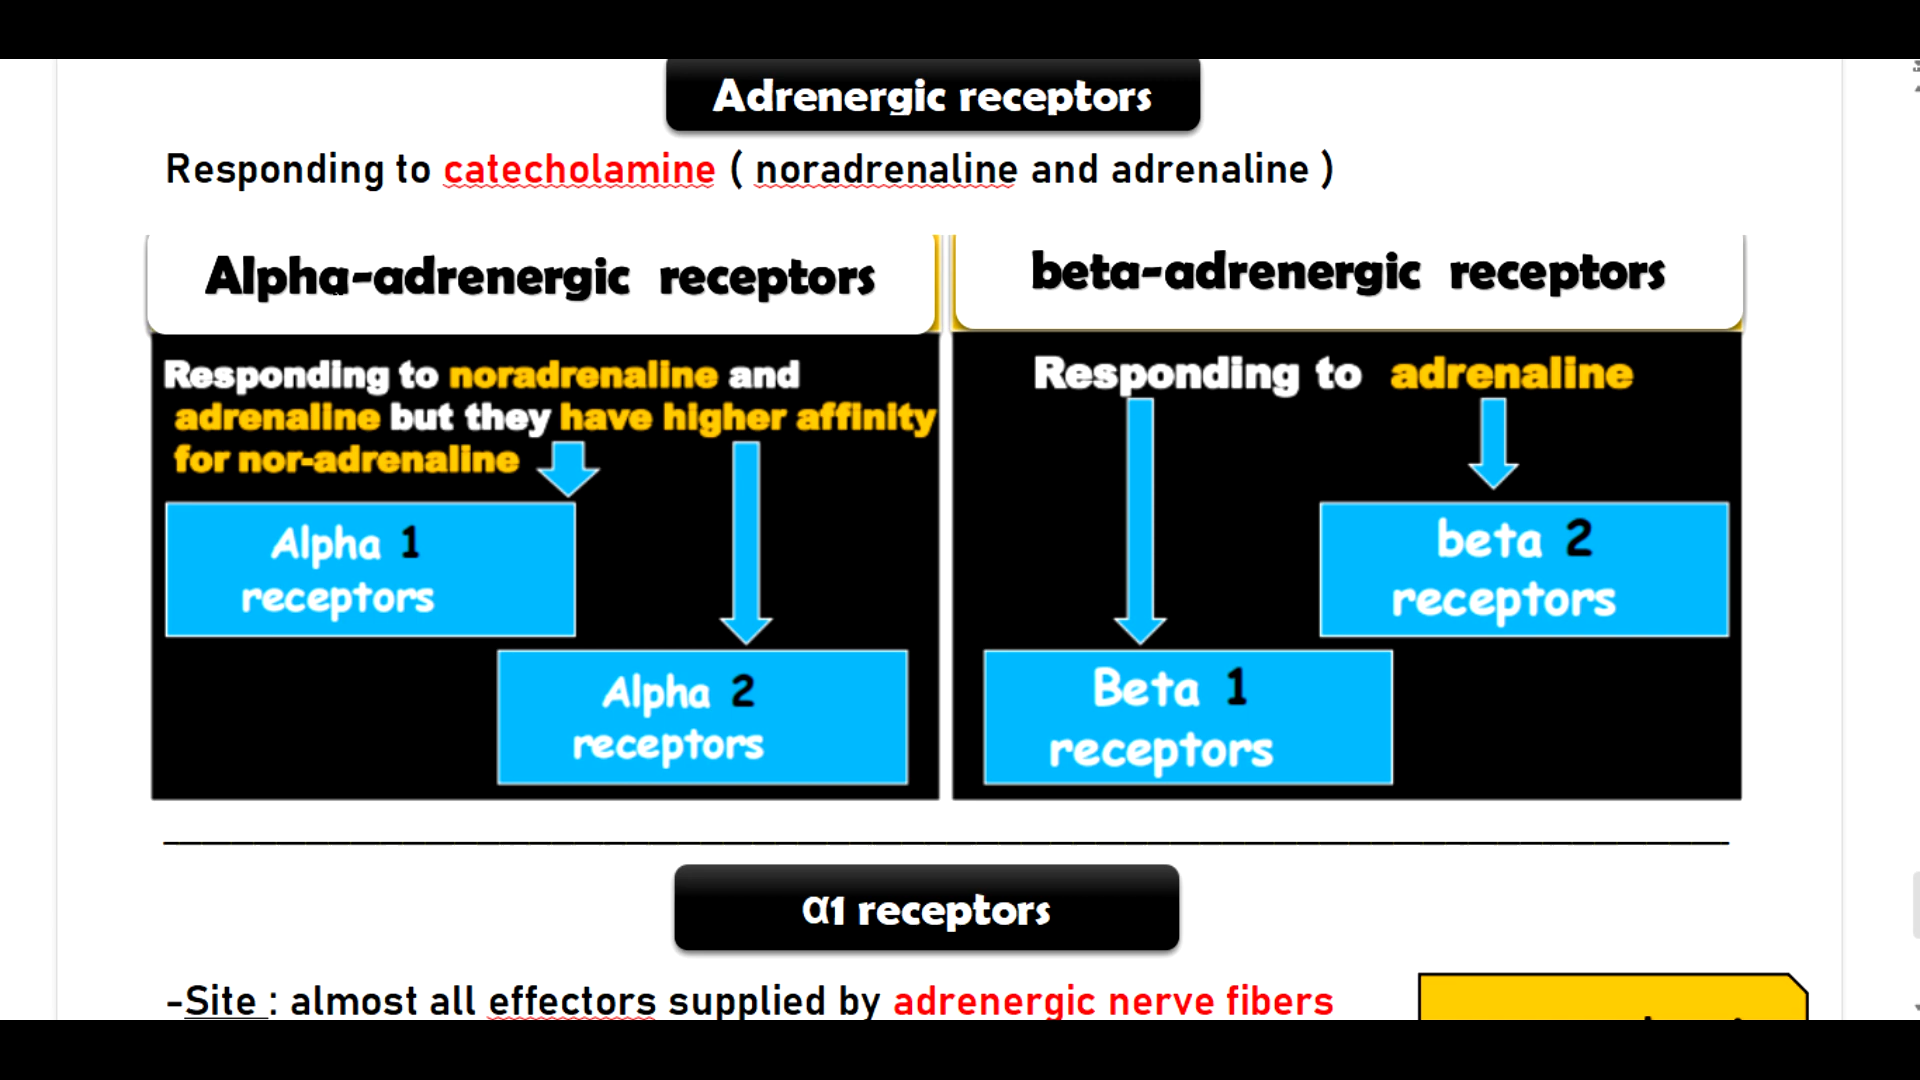 Adrenergic receptors
Responding to catecholamine ( noradrenaline and adrenaline )
Alpha-adrenergic receptors
Responding to noradrenaline and
adrenaline but they have higher affinity
for nor-adrenaline
Alpha 1
receptors
Alpha 2
receptors
beta-adrenergic receptors
Responding to adrenaline
beta 2
receptors
Beta 1
receptors
α1 receptors
-Site : almost all effectors supplied by adrenergic nerve fibers